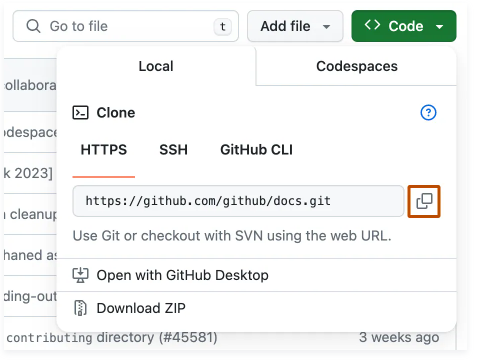 Go to file t Add file <> Code
Local Codespaces
collabora
Clone
odespace
HTTPS SSH GitHub CLI
k 2023]
https://github.com/github/docs.git
n cleanup
Use Git or checkout with SVN using the web URL.
haned as
Open with GitHub Desktop
ding-out
Download ZIP
contributing directory (#45581) 3 weeks ago